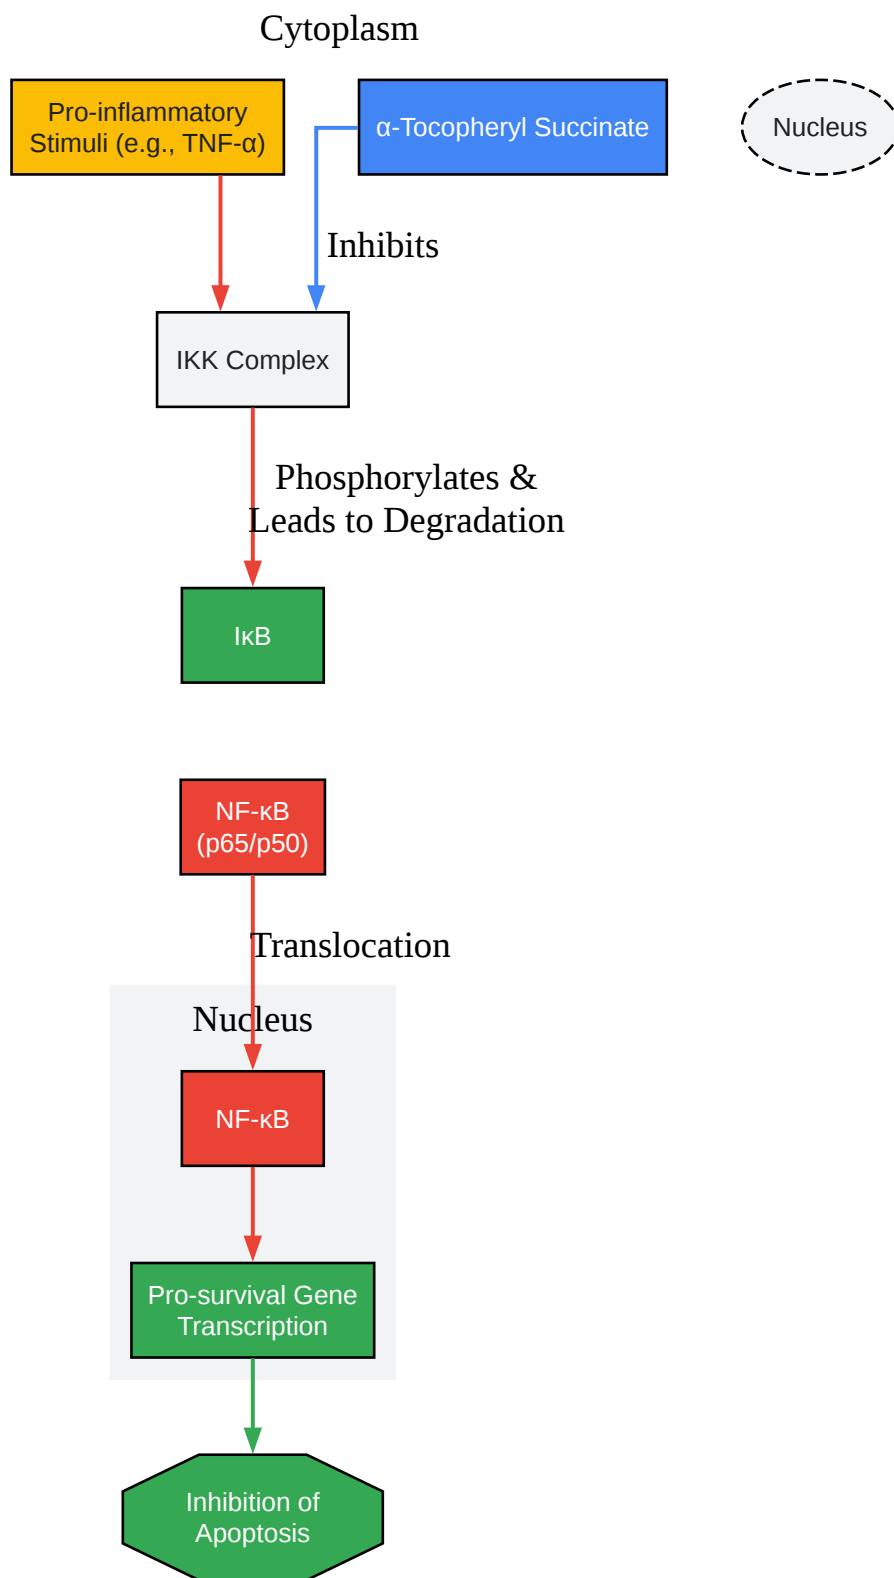 Cytoplasm
Pro-inflammatory
Stimuli (e.g., TNF-α)
α-Tocopheryl Succinate
Nucleus
Inhibits
IKK Complex
Phosphorylates &
Leads to Degradation
IκB
NF-κB
(p65/p50)
Translocation
Nucleus
NF-κB
Pro-survival Gene
Transcription
Inhibition of
Apoptosis